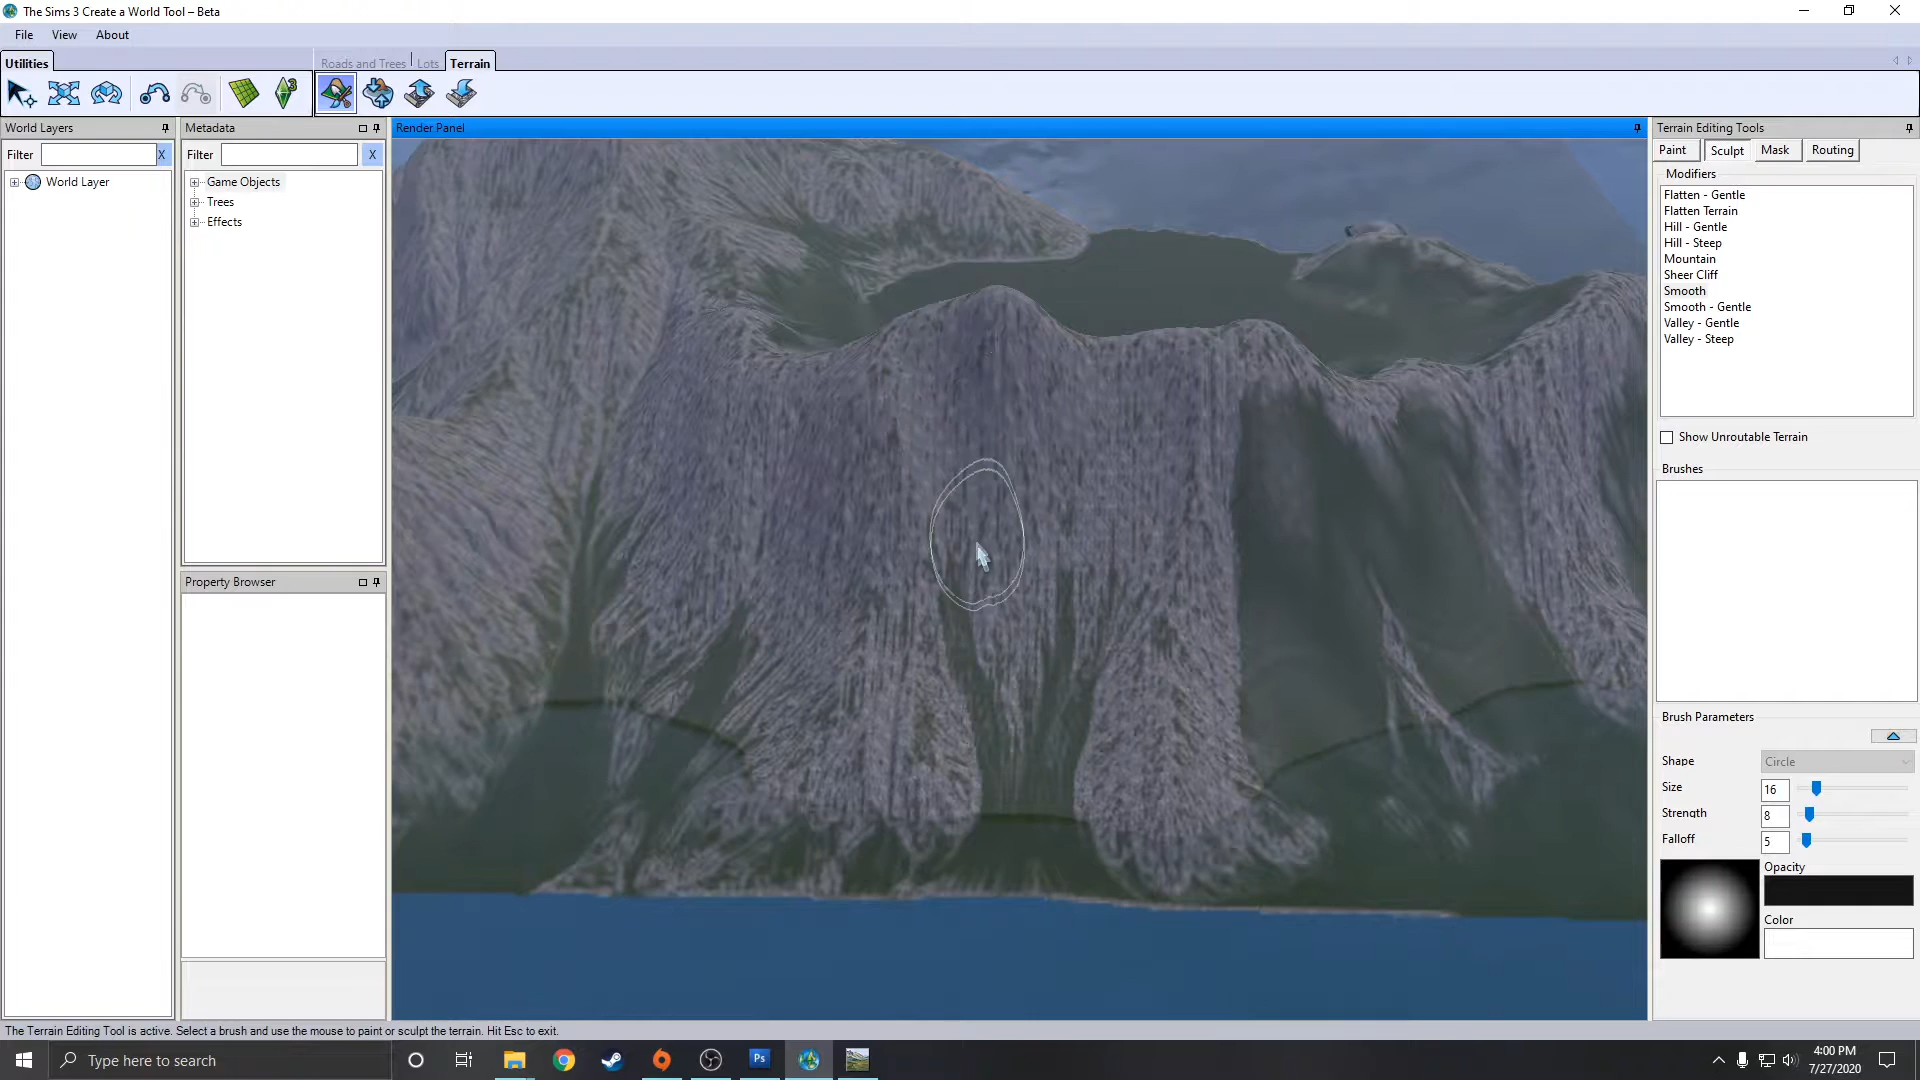 The Sims 3 Create a World Tool – Beta
File View About
Utilities Roads and Trees Lots Terrain
World Layers Metadata Render Panel Terrain Editing Tools
Filter X Filter X Paint Sculpt Mask Routing
World Layer Game Objects
Trees
Effects
Modifiers
Flatten - Gentle
Flatten Terrain
Hill - Gentle
Hill - Steep
Mountain
Sheer Cliff
Smooth
Smooth - Gentle
Valley - Gentle
Valley - Steep
Show Unroutable Terrain
Brushes
Property Browser
Brush Parameters
Shape Circle
Size 16
Strength 8
Falloff 5
Opacity
Color
The Terrain Editing Tool is active. Select a brush and use the mouse to paint or sculpt the terrain. Hit Esc to exit.
Type here to search
Ps
4:00 PM
7/27/2020